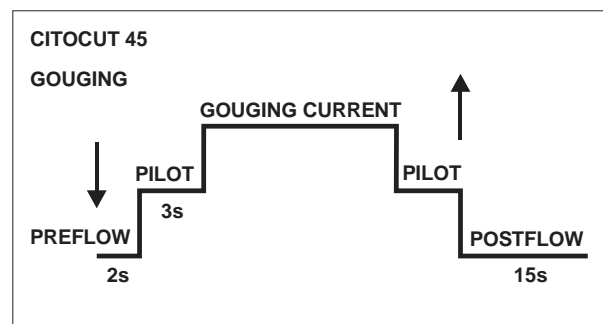 CITOCUT 45
GOUGING
GOUGING CURRENT
PILOT
PILOT
3s
PREFLOW
POSTFLOW
2s
15s